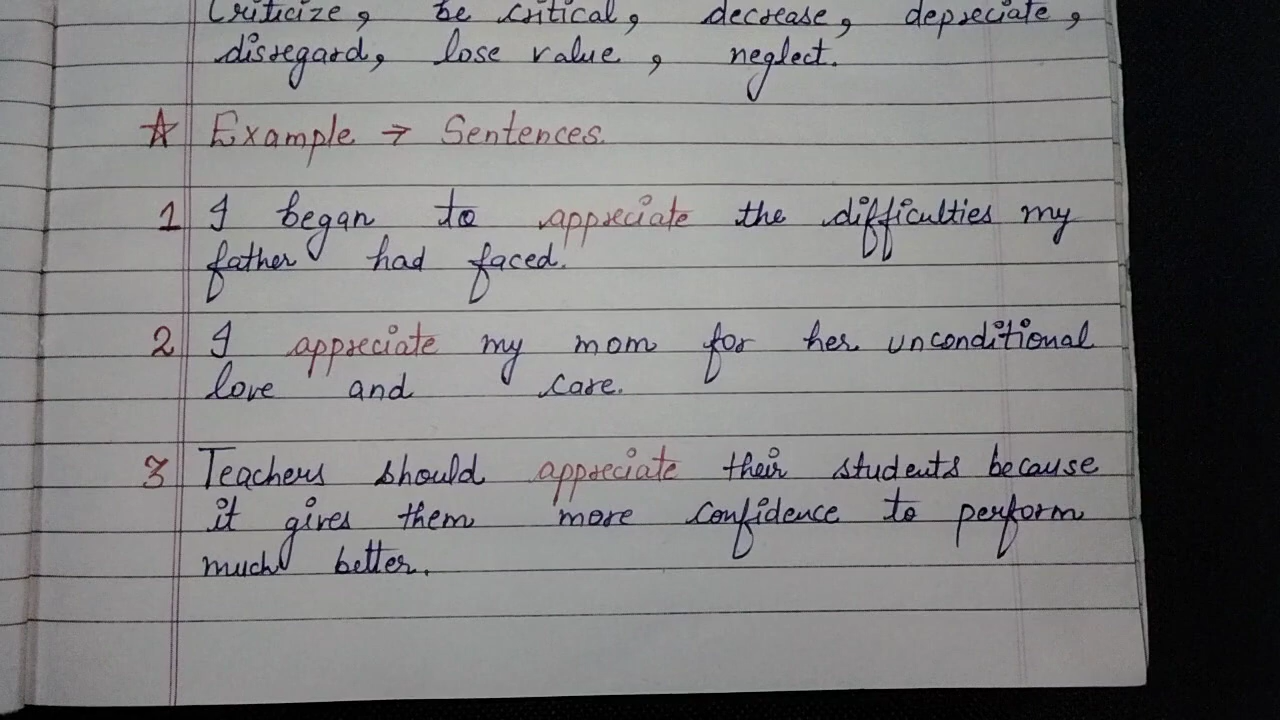 Criticize, be critical, decrease, depreciate,
disregard, lose value, neglect.
☆ Example → Sentences.
1 I began to appreciate the difficulties my
father had faced.
2 I appreciate my mom for her unconditional
love and care.
3 Teachers should appreciate their students because
it gives them more confidence to perform
much better.